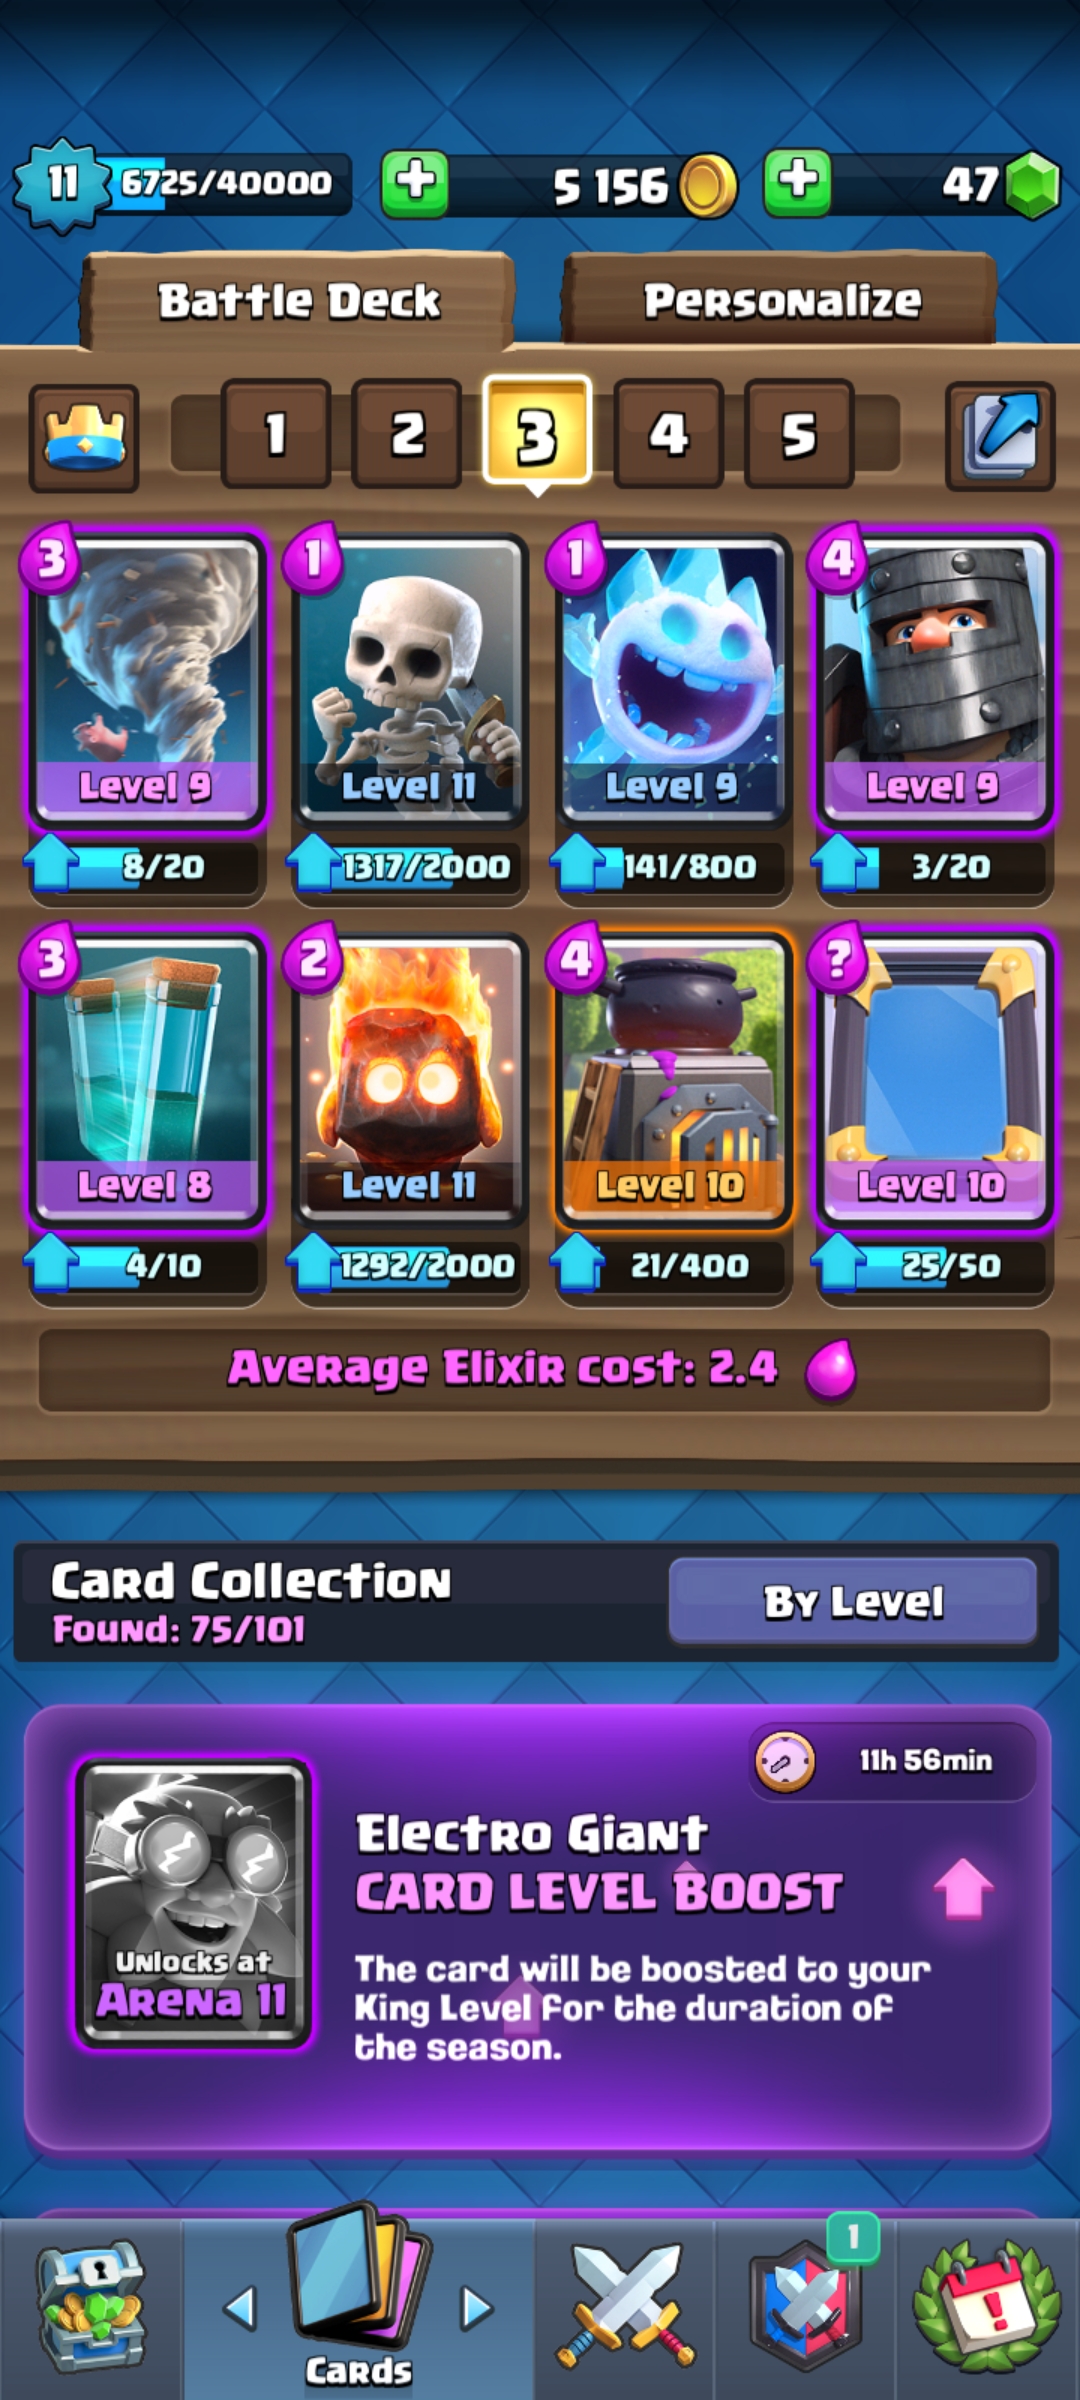 11
6725/40000
5 156
47
Battle Deck
Personalize
1
2
3
4
5
3
1
1
4
Level 9
Level 11
Level 9
Level 9
8/20
1317/2000
141/800
3/20
3
2
4
?
Level 8
Level 11
Level 10
Level 10
4/10
1292/2000
21/400
25/50
Average Elixir cost: 2.4
Card Collection
Found: 75/101
By Level
11h 56min
Electro Giant
CARD LEVEL BOOST
Unlocks at
Arena 11
The card will be boosted to your
King Level for the duration of
the season.
1
!
Cards